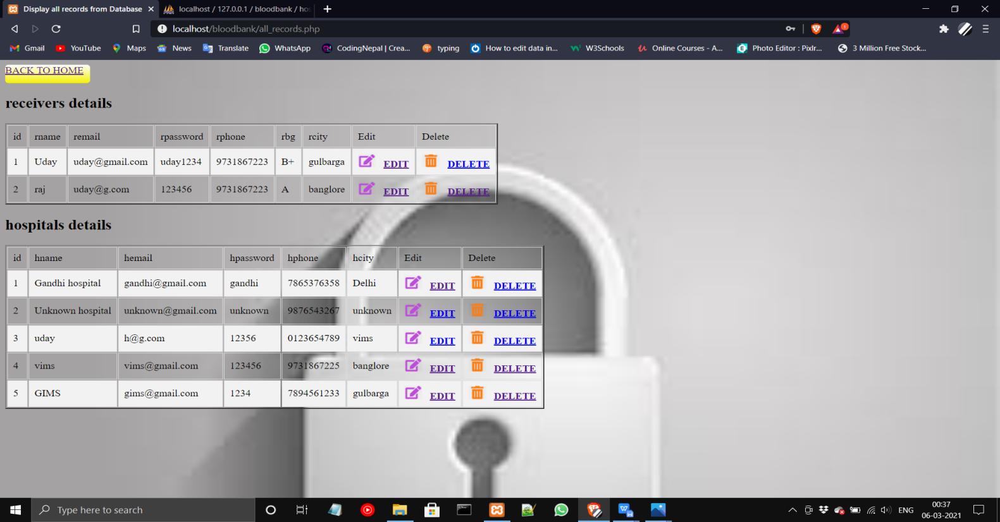 Display all records from Database
localhost / 127.0.0.1 / bloodbank / hos
localhost/bloodbank/all_records.php
1
Gmail YouTube Maps News Translate WhatsApp CodingNepal | Crea... typing How to edit data in... W3Schools Online Courses - A... Photo Editor : Pixlr... 3 Million Free Stock...
BACK TO HOME
receivers details
id rname remail rpassword rphone rbg rcity Edit Delete
1 Uday uday@gmail.com uday1234 9731867223 B+ gulbarga EDIT DELETE
2 raj uday@g.com 123456 9731867223 A banglore EDIT DELETE
hospitals details
id hname hemail hpassword hphone hcity Edit Delete
1 Gandhi hospital gandhi@gmail.com gandhi 7865376358 Delhi EDIT DELETE
2 Unknown hospital unknown@gmail.com unknown 9876543267 unknown EDIT DELETE
3 uday h@g.com 12356 0123654789 vims EDIT DELETE
4 vims vims@gmail.com 123456 9731867225 banglore EDIT DELETE
5 GIMS gims@gmail.com 1234 7894561233 gulbarga EDIT DELETE
Type here to search
ENG
00:37
06-03-2021